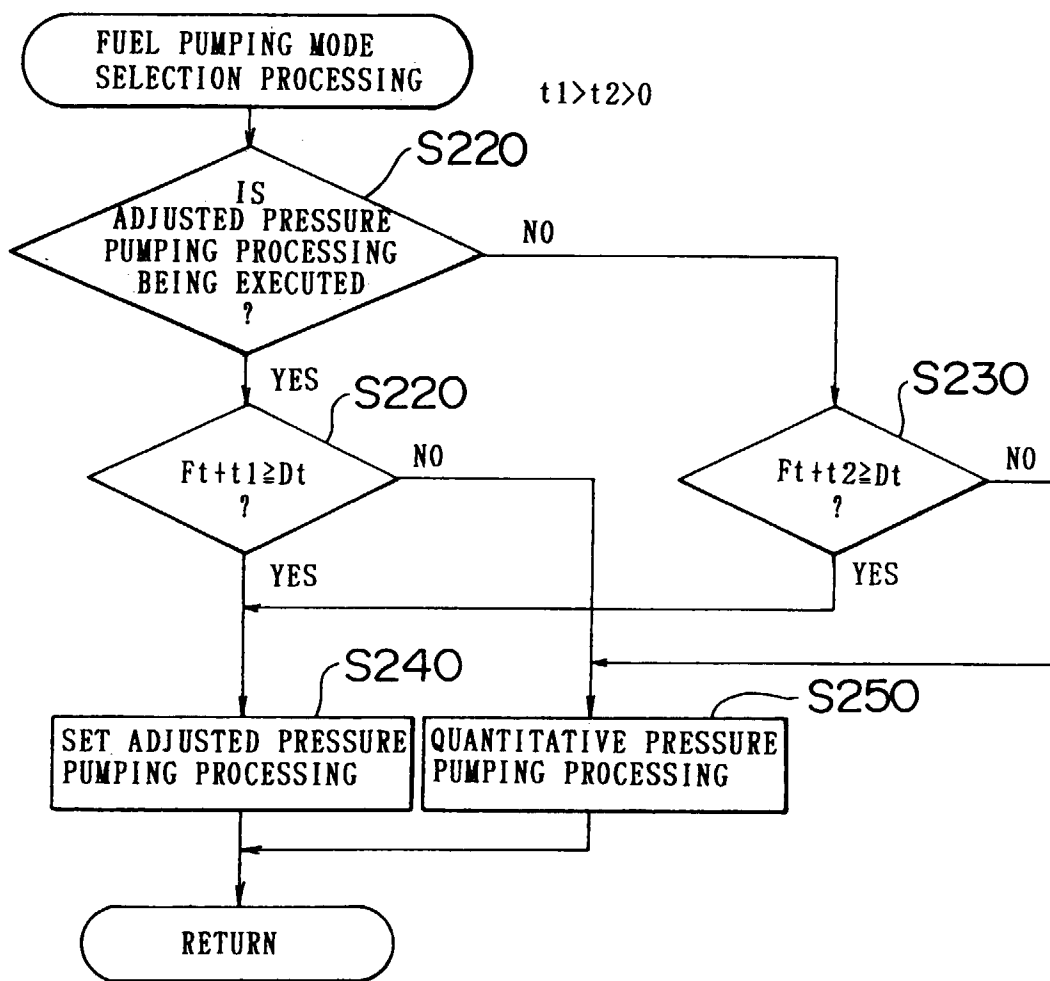 FUEL PUMPING MODE
SELECTION PROCESSING
t1>t2>0
S220
IS
ADJUSTED PRESSURE
PUMPING PROCESSING
BEING EXECUTED
?
NO
YES
S220
Ft+t1≧Dt
?
NO
YES
S230
Ft+t2≧Dt
?
NO
YES
S240
SET ADJUSTED PRESSURE
PUMPING PROCESSING
S250
QUANTITATIVE PRESSURE
PUMPING PROCESSING
RETURN